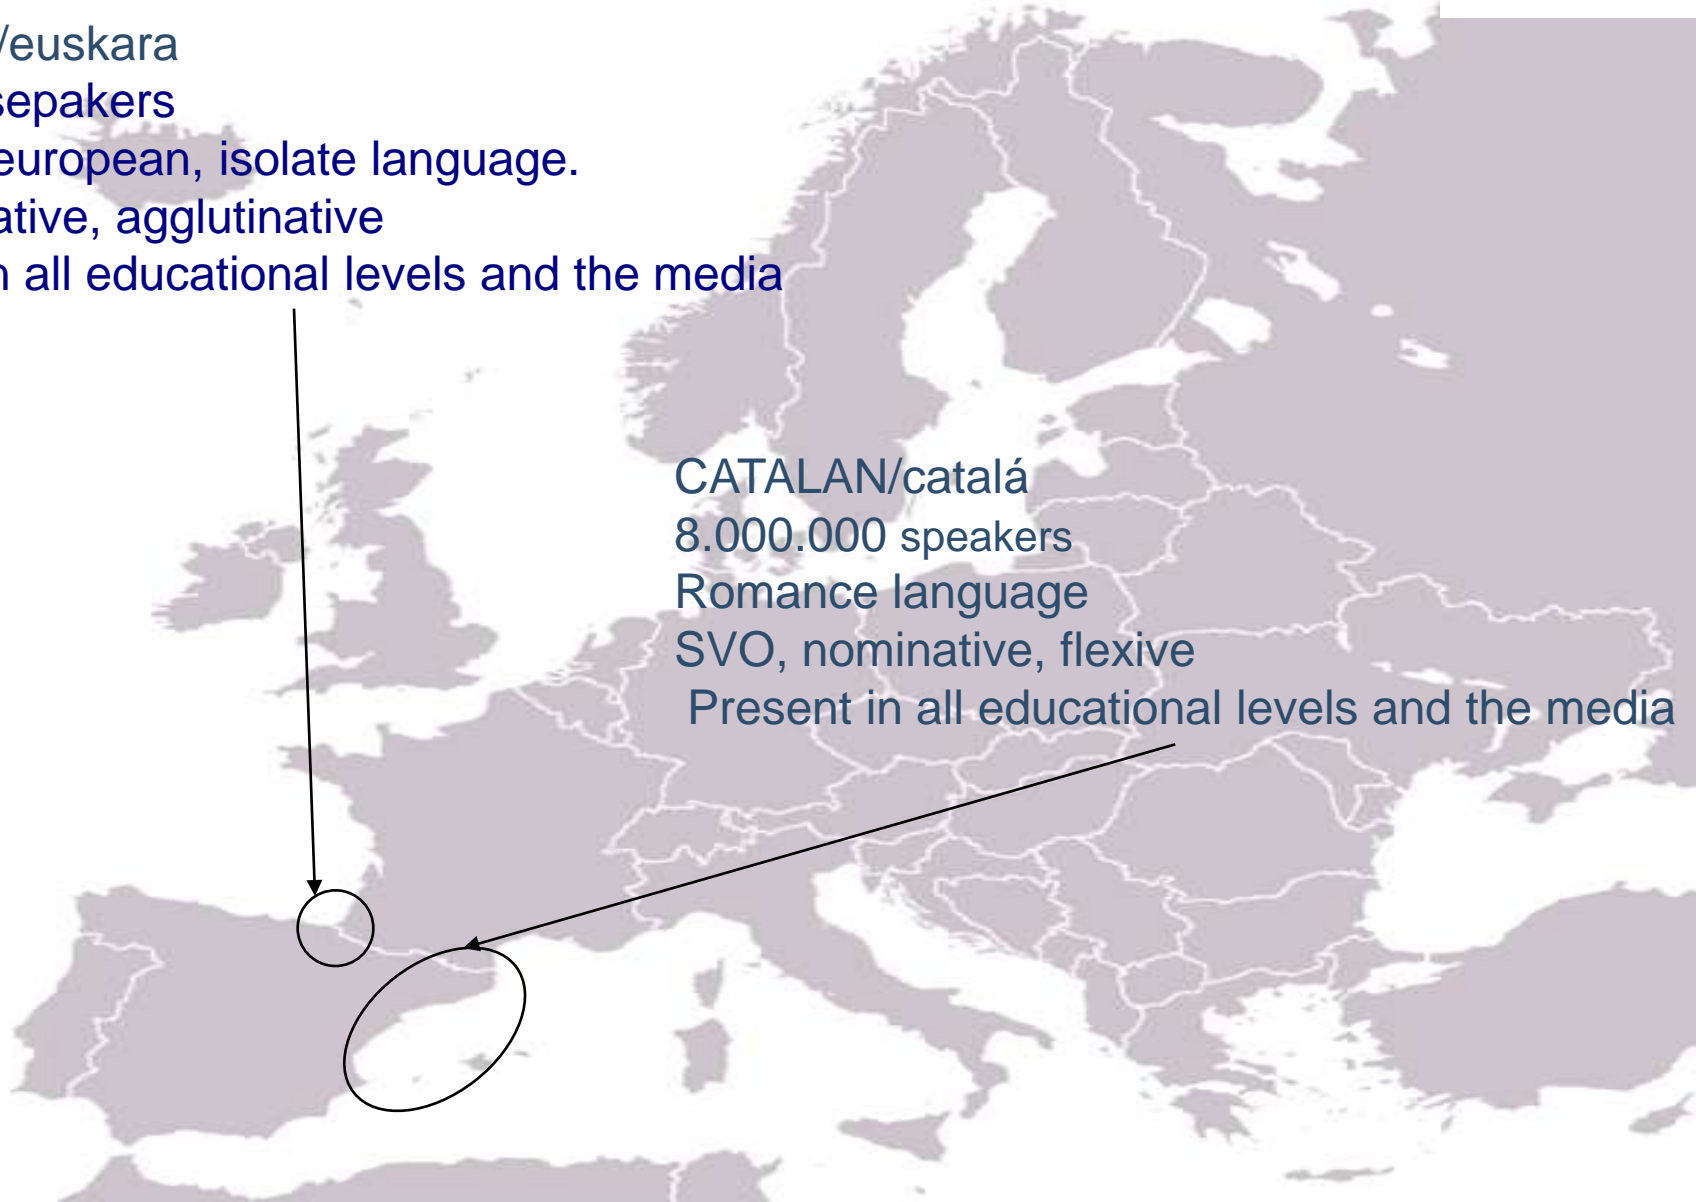 /euskara
sepakers
european, isolate language.
ative, agglutinative
n all educational levels and the media
CATALAN/catalá
8.000.000 speakers
Romance language
SVO, nominative, flexive
Present in all educational levels and the media